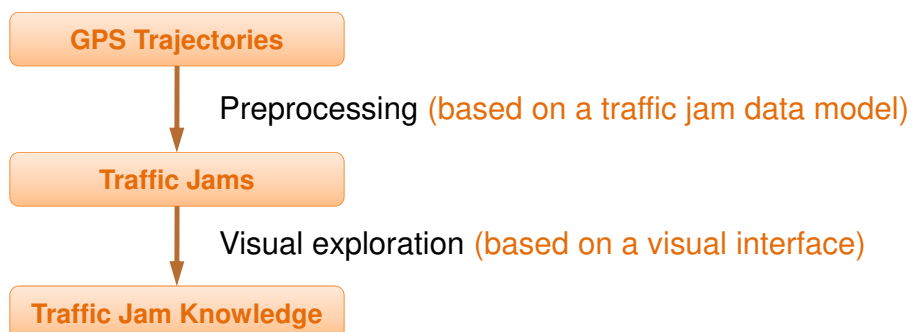 GPS Trajectories
Preprocessing (based on a traffic jam data model)
Traffic Jams
Visual exploration (based on a visual interface)
Traffic Jam Knowledge